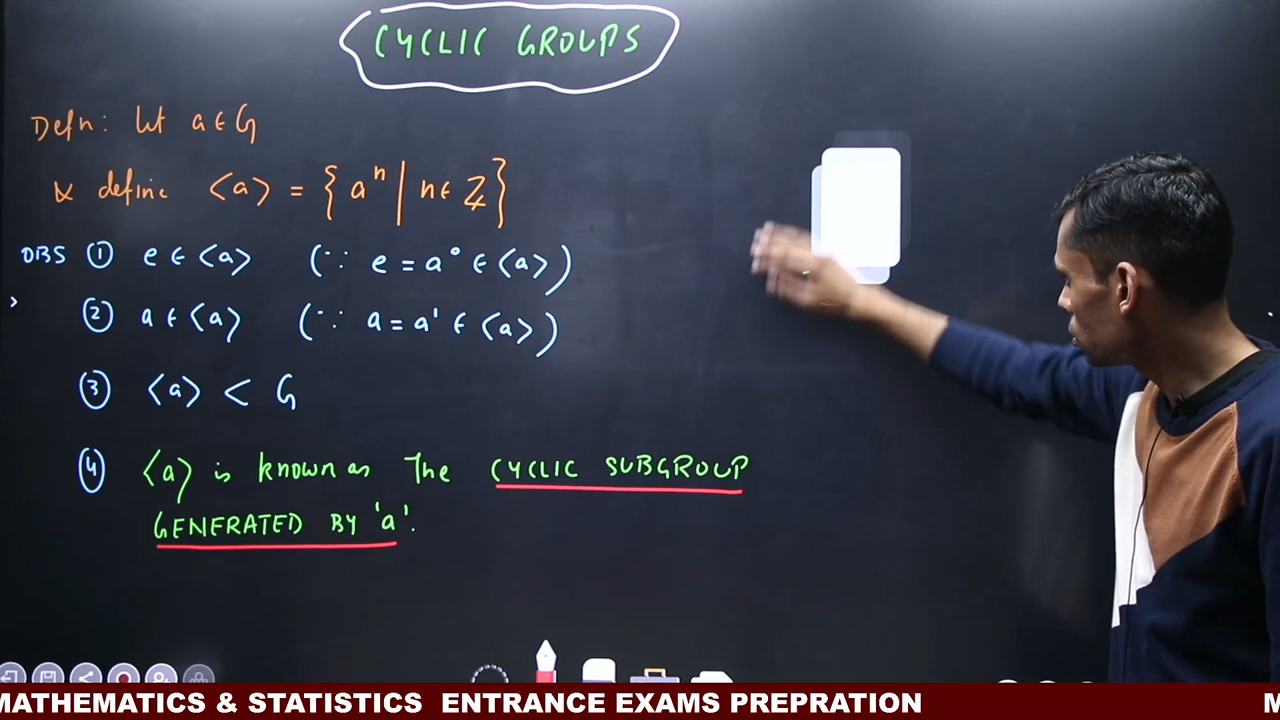 CYCLIC GROUPS
Defn: let a ∈ G
& define <a> = { aⁿ | n ∈ ℤ }
OBS ① e ∈ <a> (∵ e = a⁰ ∈ <a>)
② a ∈ <a> (∵ a = a¹ ∈ <a>)
③ <a> < G
④ <a> is known as The CYCLIC SUBGROUP
GENERATED BY 'a'.
MATHEMATICS & STATISTICS ENTRANCE EXAMS PREPRATION M